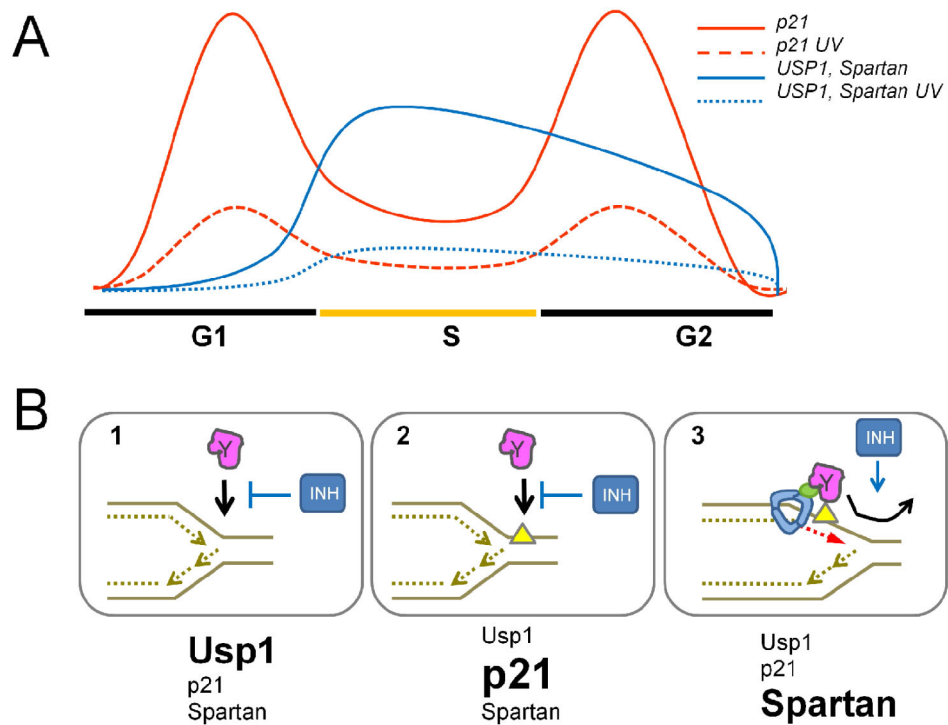 A
p21
p21 UV
USP1, Spartan
USP1, Spartan UV
G1
S
G2
B
1
Y
INH
2
Y
INH
3
INH
Y
Usp1
p21
Spartan
Usp1
p21
Spartan
Usp1
p21
Spartan